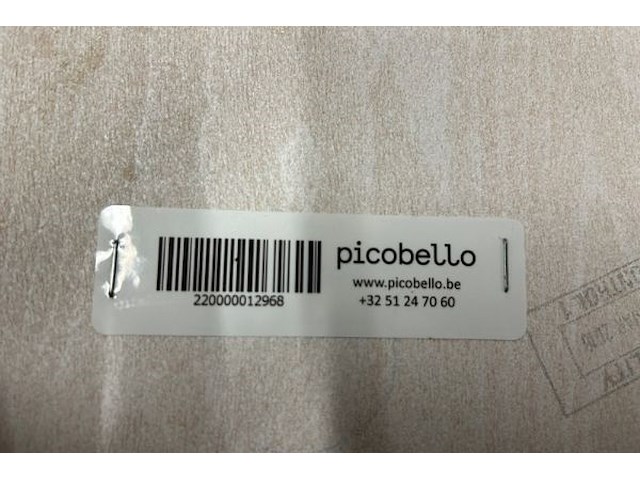 picobello
www.picobello.be
+32 51 24 70 60
220000012968